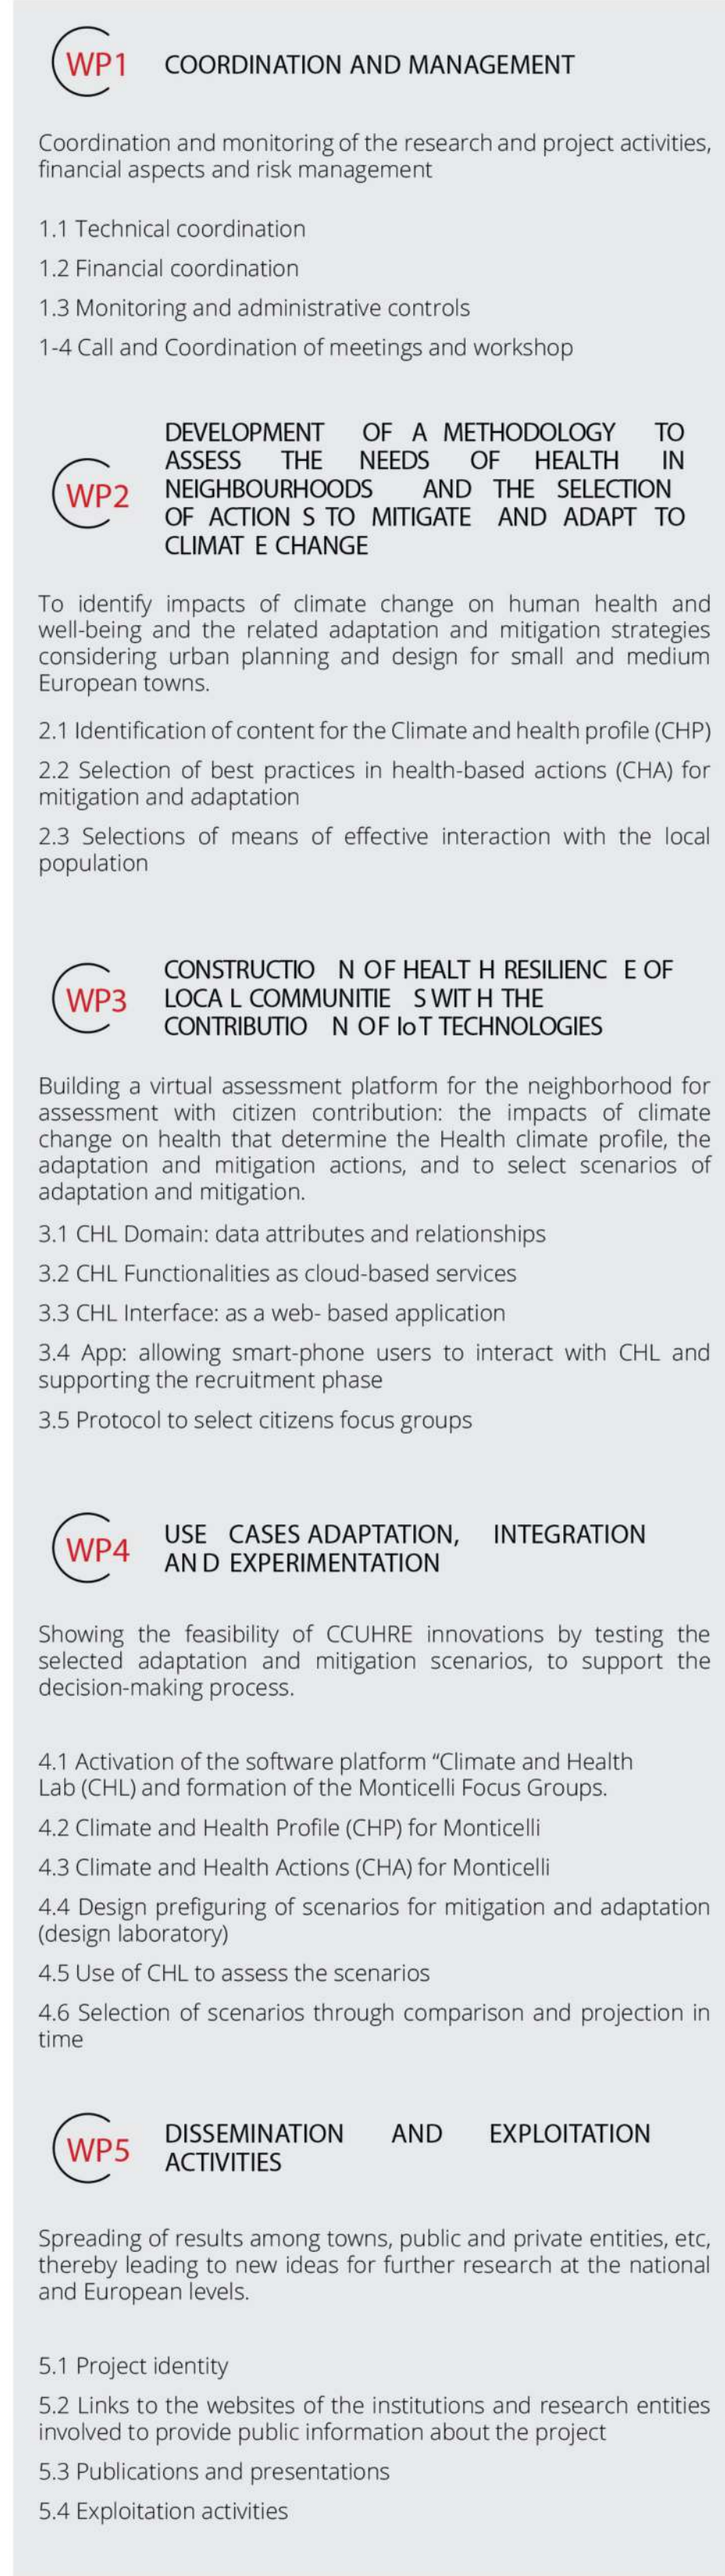 WP1 COORDINATION AND MANAGEMENT
Coordination and monitoring of the research and project activities,
financial aspects and risk management
1.1 Technical coordination
1.2 Financial coordination
1.3 Monitoring and administrative controls
1-4 Call and Coordination of meetings and workshop
DEVELOPMENT OF A METHODOLOGY TO
ASSESS THE NEEDS OF HEALTH IN
WP2 NEIGHBOURHOODS AND THE SELECTION
OF ACTION S TO MITIGATE AND ADAPT TO
CLIMAT E CHANGE
To identify impacts of climate change on human health and
well-being and the related adaptation and mitigation strategies
considering urban planning and design for small and medium
European towns.
2.1 Identification of content for the Climate and health profile (CHP)
2.2 Selection of best practices in health-based actions (CHA) for
mitigation and adaptation
2.3 Selections of means of effective interaction with the local
population
CONSTRUCTIO N OF HEALT H RESILIENC E OF
WP3 LOCA L COMMUNITIE S WIT H THE
CONTRIBUTIO N OF IoT TECHNOLOGIES
Building a virtual assessment platform for the neighborhood for
assessment with citizen contribution: the impacts of climate
change on health that determine the Health climate profile, the
adaptation and mitigation actions, and to select scenarios of
adaptation and mitigation.
3.1 CHL Domain: data attributes and relationships
3.2 CHL Functionalities as cloud-based services
3.3 CHL Interface: as a web- based application
3.4 App: allowing smart-phone users to interact with CHL and
supporting the recruitment phase
3.5 Protocol to select citizens focus groups
WP4 USE CASES ADAPTATION, INTEGRATION
AN D EXPERIMENTATION
Showing the feasibility of CCUHRE innovations by testing the
selected adaptation and mitigation scenarios, to support the
decision-making process.
4.1 Activation of the software platform “Climate and Health
Lab (CHL) and formation of the Monticelli Focus Groups.
4.2 Climate and Health Profile (CHP) for Monticelli
4.3 Climate and Health Actions (CHA) for Monticelli
4.4 Design prefiguring of scenarios for mitigation and adaptation
(design laboratory)
4.5 Use of CHL to assess the scenarios
4.6 Selection of scenarios through comparison and projection in
time
WP5 DISSEMINATION AND EXPLOITATION
ACTIVITIES
Spreading of results among towns, public and private entities, etc,
thereby leading to new ideas for further research at the national
and European levels.
5.1 Project identity
5.2 Links to the websites of the institutions and research entities
involved to provide public information about the project
5.3 Publications and presentations
5.4 Exploitation activities